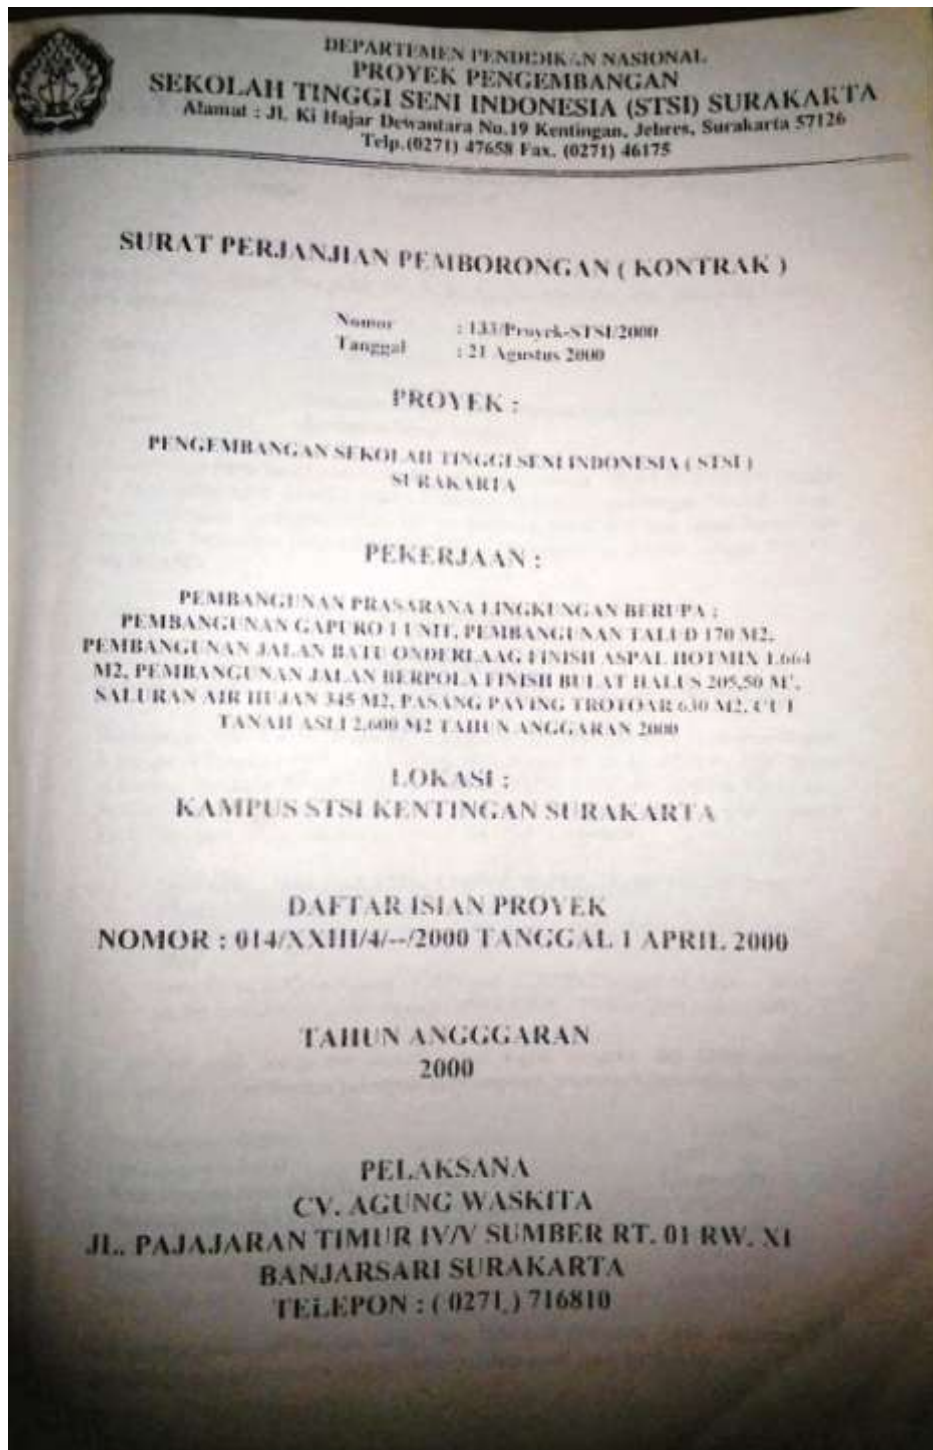 DEPARTEMEN PENDIDIKAN NASIONAL
PROYEK PENGEMBANGAN
SEKOLAH TINGGI SENI INDONESIA (STSI) SURAKAKTA
Alamat : Jl. Ki Hajar Dewantara No.19 Kentingan, Jebres, Surakarta 57126
Telp.(0271) 47658 Fax. (0271) 46175
SURAT PERJANJIAN PEMBORONGAN ( KONTRAK )
Nomor : 133/Proyek-STSI/2000
Tanggal : 21 Agustus 2000
PROYEK :
PENGEMBANGAN SEKOLAH TINGGI SENI INDONESIA ( STSI )
SURAKARTA
PEKERJAAN :
PEMBANGUNAN PRASARANA LINGKUNGAN BERUPA :
PEMBANGUNAN GAPURO 1 UNIT, PEMBANGUNAN TALUD 170 M2,
PEMBANGUNAN JALAN BATU ONDERLAAG FINISH ASPAL HOTMIX 1.664
M2, PEMBANGUNAN JALAN BERPOLA FINISH BULAT HALUS 205,50 M',
SALURAN AIR HUJAN 345 M2, PASANG PAVING TROTOAR 630 M2, CUT
TANAH ASLI 2,600 M2 TAHUN ANGGARAN 2000
LOKASI :
KAMPUS STSI KENTINGAN SURAKARTA
DAFTAR ISIAN PROYEK
NOMOR : 014/XXIII/4/--/2000 TANGGAL 1 APRIL 2000
TAHUN ANGGGARAN
2000
PELAKSANA
CV. AGUNG WASKITA
JL. PAJAJARAN TIMUR IV/V SUMBER RT. 01 RW. XI
BANJARSARI SURAKARTA
TELEPON : ( 0271 ) 716810